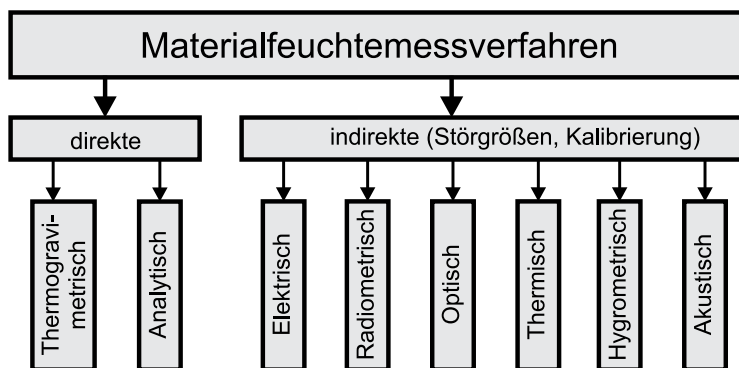 Materialfeuchtemessverfahren
direkte
indirekte (Störgrößen, Kalibrierung)
Thermogravi-
metrisch
Analytisch
Elektrisch
Radiometrisch
Optisch
Thermisch
Hygrometrisch
Akustisch